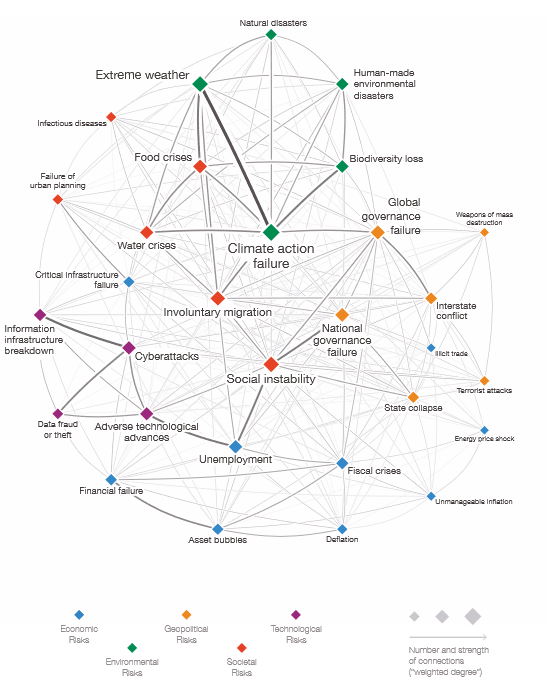 Natural disasters
Extreme weather
Human-made
environmental
disasters
Infectious diseases
Food crises
Biodiversity loss
Failure of
urban planning
Global
governance
failure
Weapons of mass
destruction
Water crises
Climate action
failure
Critical infrastructure
failure
Involuntary migration
Interstate
conflict
Information
infrastructure
breakdown
National
governance
failure
Cyberattacks
Illicit trade
Social instability
Terrorist attacks
State collapse
Data fraud
or theft
Adverse technological
advances
Energy price shock
Unemployment
Fiscal crises
Financial failure
Unmanageable inflation
Asset bubbles
Deflation
Economic
Risks
Geopolitical
Risks
Technological
Risks
Environmental
Risks
Societal
Risks
Number and strength
of connections
("weighted degree")